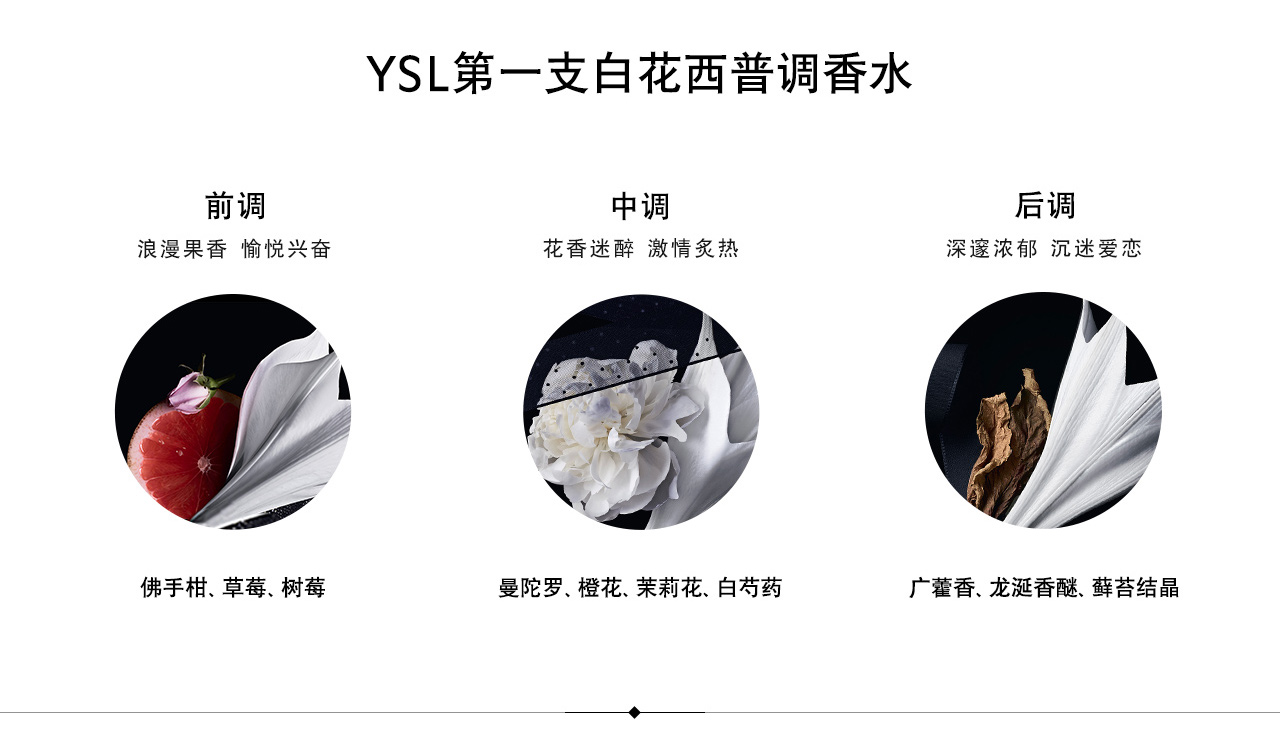 YSL第一支白花西普调香水
前调
浪漫果香 愉悦兴奋
中调
花香迷醉 激情炙热
后调
深邃浓郁 沉迷爱恋
佛手柑、草莓、树莓
曼陀罗、橙花、茉莉花、白芍药
广藿香、龙涎香醚、藓苔结晶